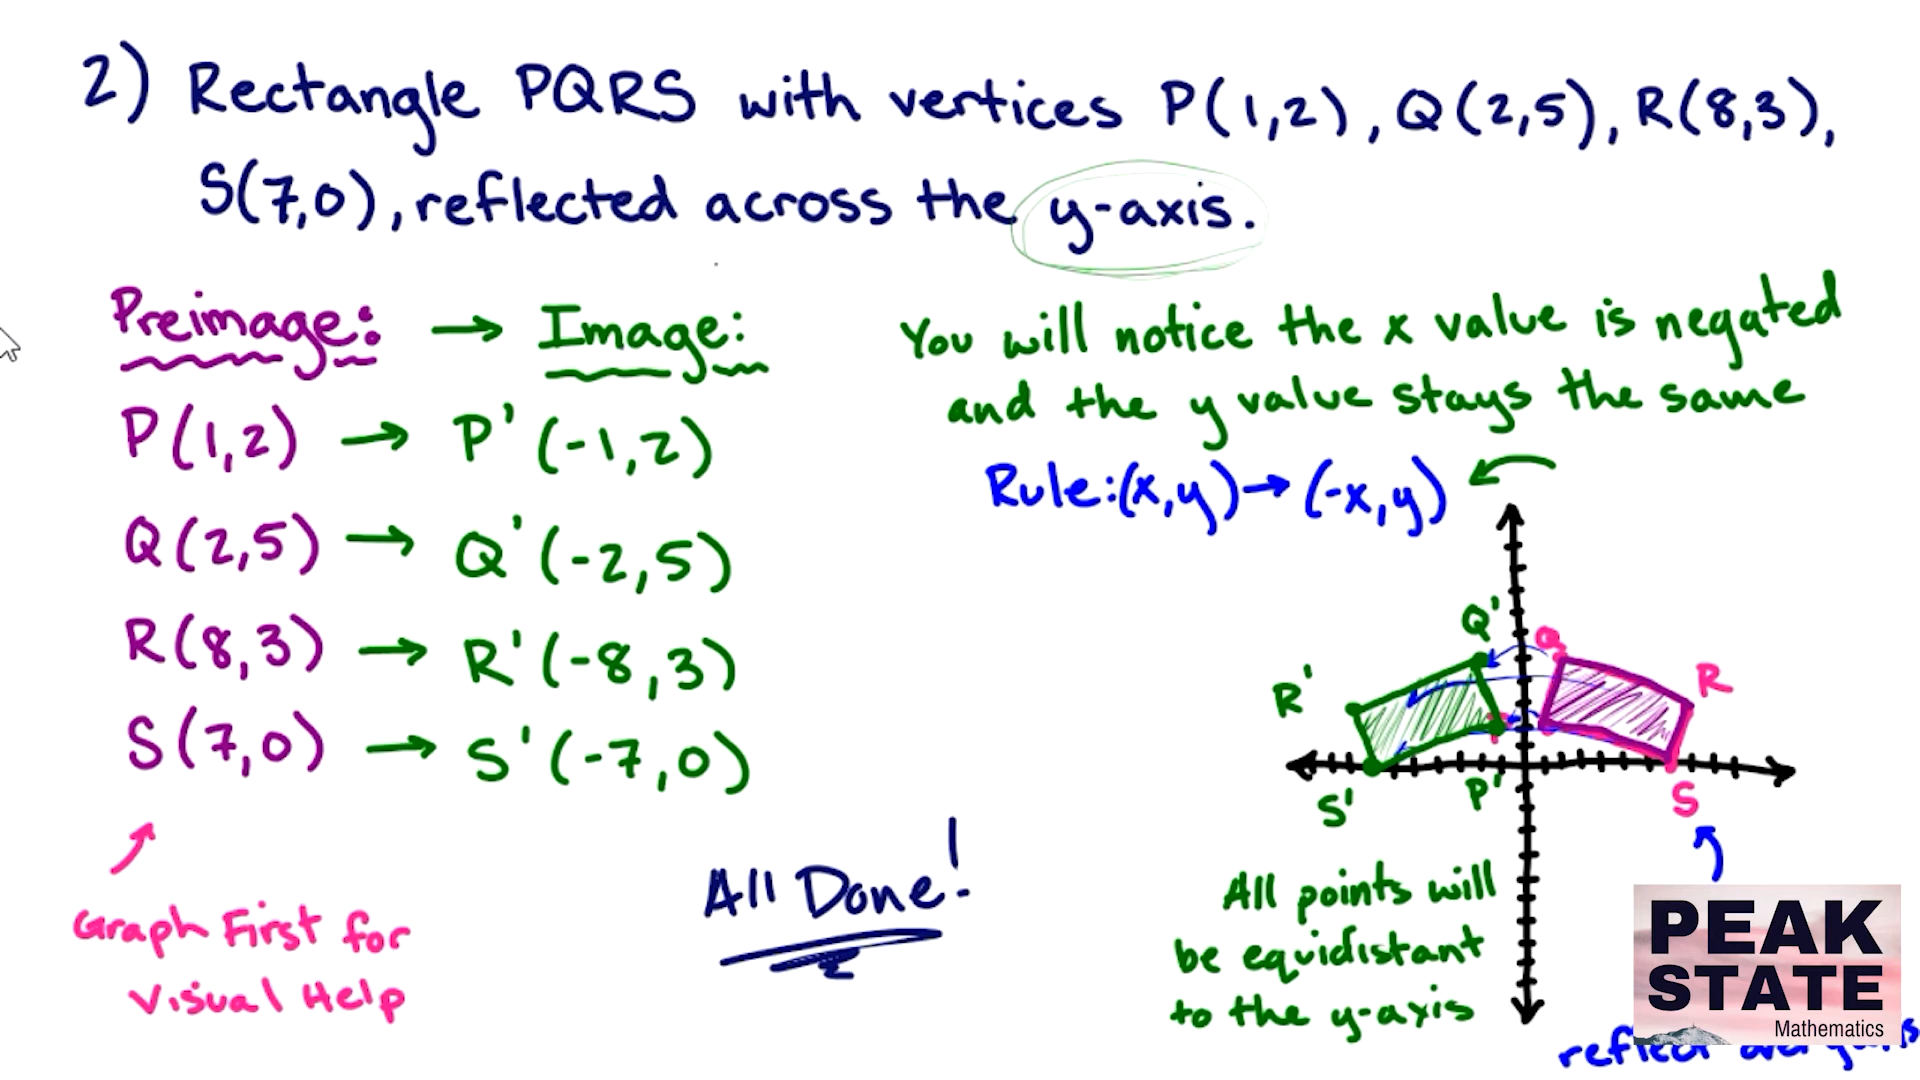 2) Rectangle PQRS with vertices P(1,2), Q(2,5), R(8,3),
S(7,0), reflected across the y-axis.
Preimage: → Image:
P(1,2) → P'(-1,2)
Q(2,5) → Q'(-2,5)
R(8,3) → R'(-8,3)
S(7,0) → S'(-7,0)
Graph First for
Visual Help
All Done!
You will notice the x value is negated
and the y value stays the same
Rule: (x,y) → (-x,y)
Q' Q
R' R
S' P' S
All points will
be equidistant
to the y-axis
PEAK
STATE
Mathematics
reflect